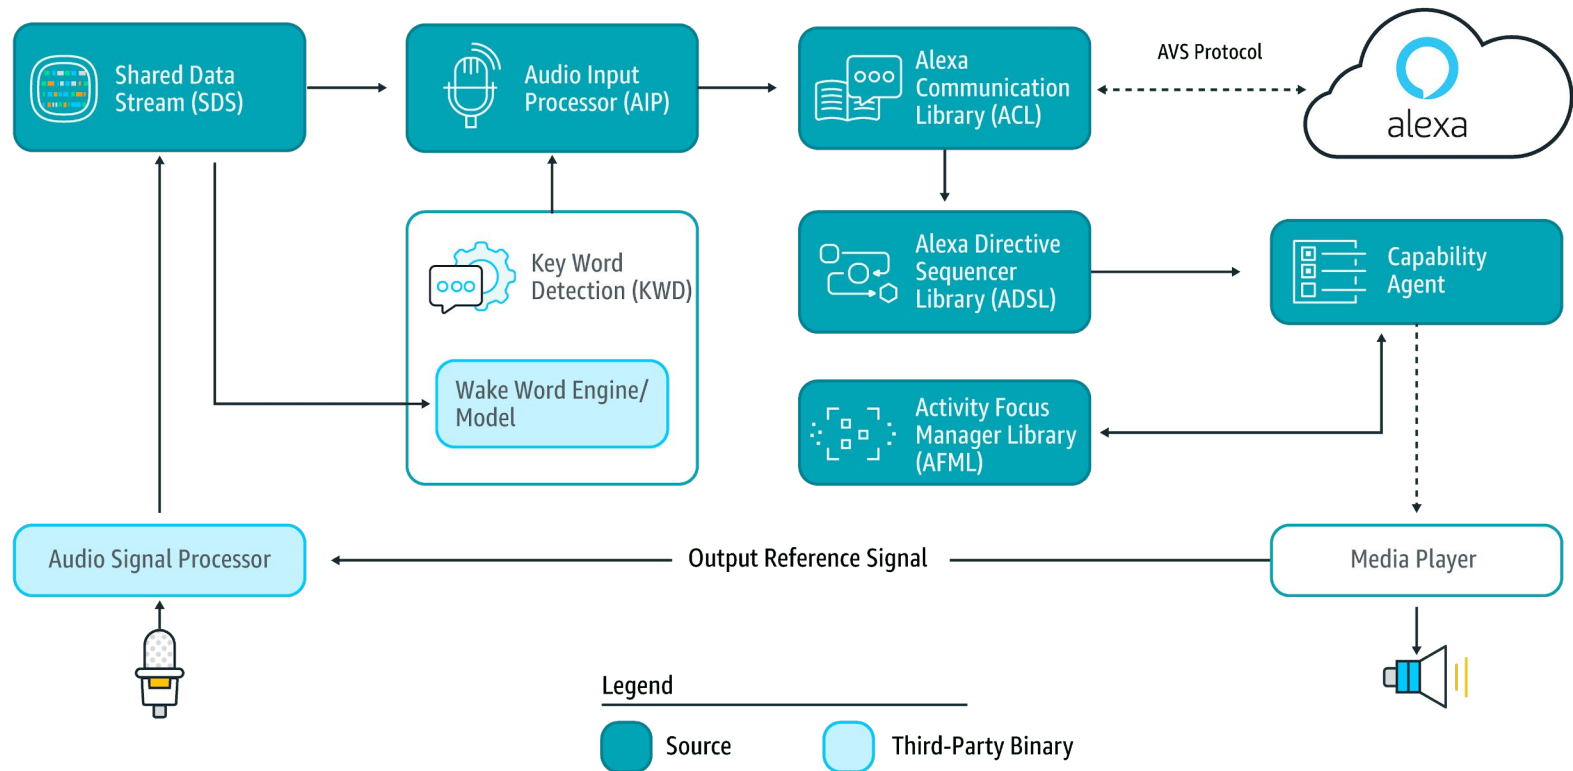 Shared Data
Stream (SDS)
Audio Input
Processor (AIP)
Alexa
Communication
Library (ACL)
AVS Protocol
alexa
Key Word
Detection (KWD)
Wake Word Engine/
Model
Alexa Directive
Sequencer
Library (ADSL)
Capability
Agent
Activity Focus
Manager Library
(AFML)
Audio Signal Processor
Output Reference Signal
Media Player
Legend
Source
Third-Party Binary